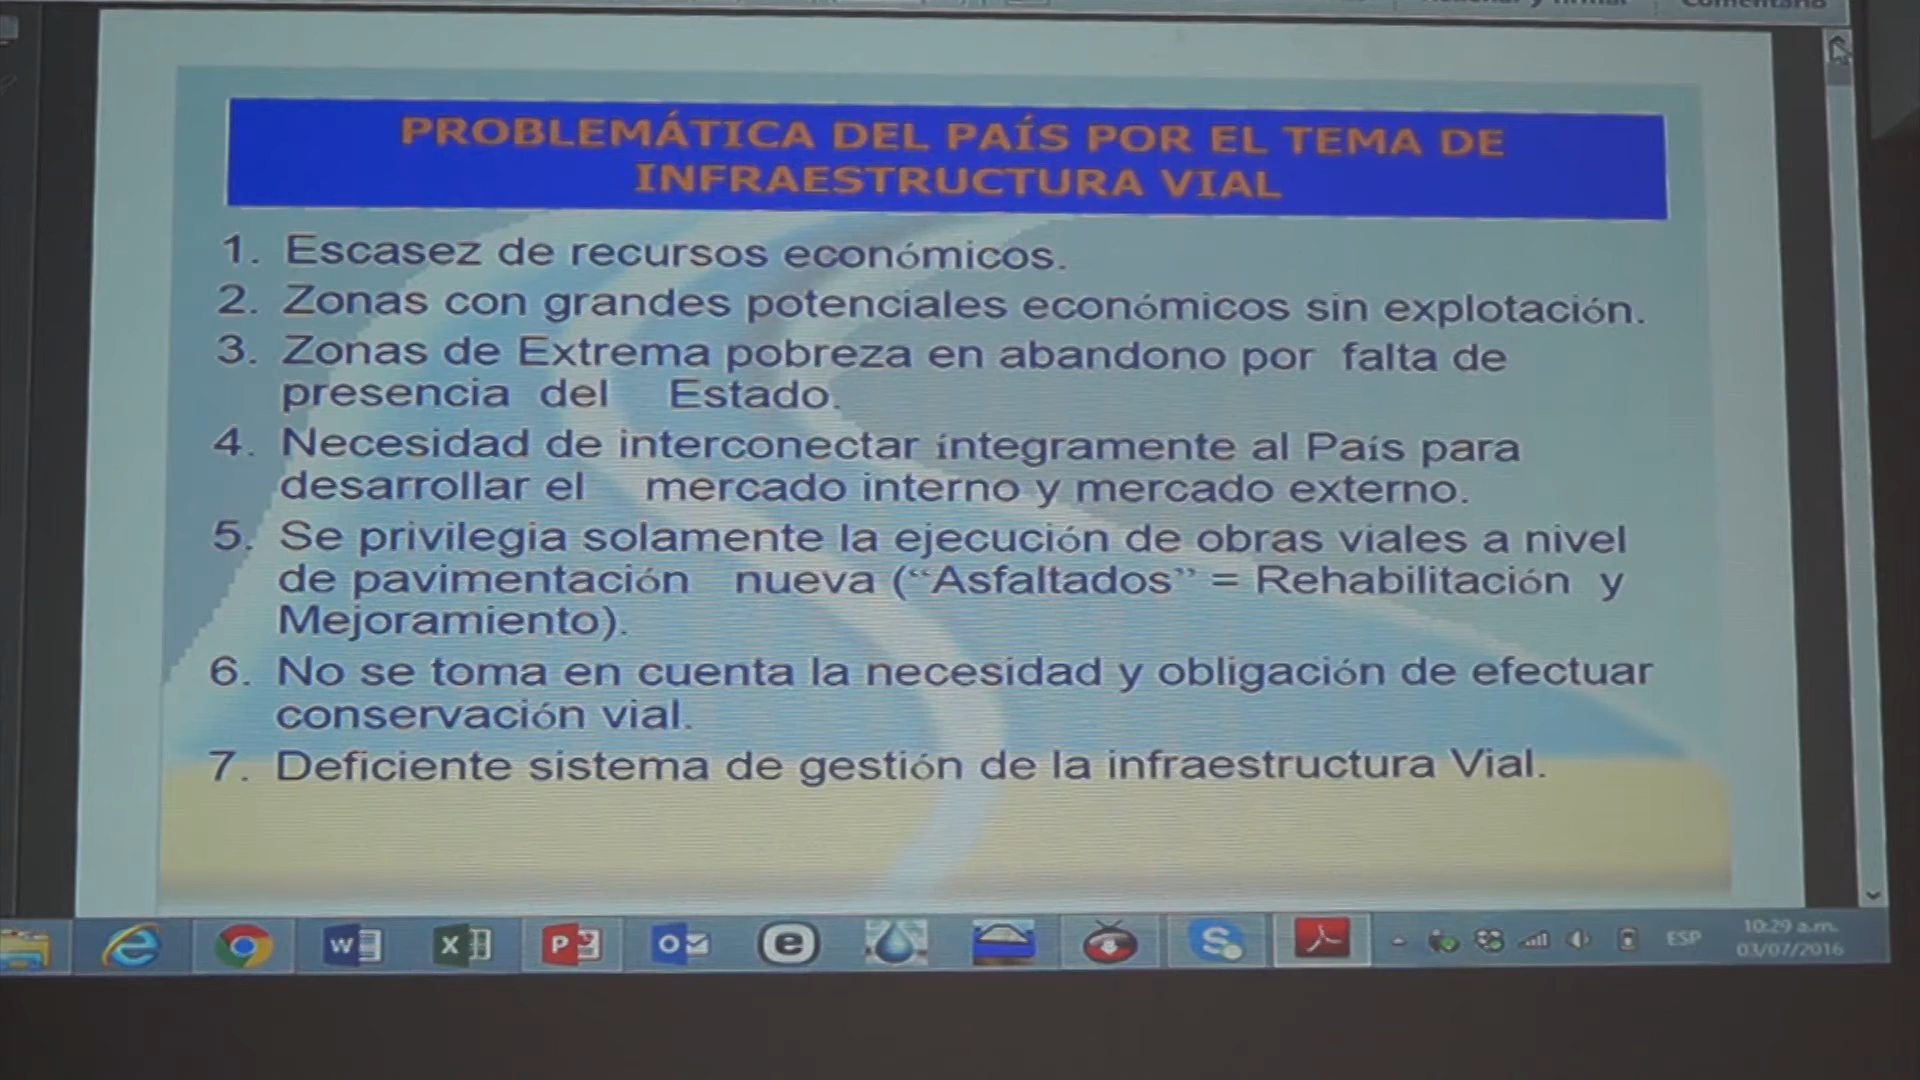 PROBLEMÁTICA DEL PAÍS POR EL TEMA DE
INFRAESTRUCTURA VIAL
1. Escasez de recursos económicos.
2. Zonas con grandes potenciales económicos sin explotación.
3. Zonas de Extrema pobreza en abandono por falta de
presencia del Estado.
4. Necesidad de interconectar íntegramente al País para
desarrollar el mercado interno y mercado externo.
5. Se privilegia solamente la ejecución de obras viales a nivel
de pavimentación nueva (“Asfaltados” = Rehabilitación y
Mejoramiento).
6. No se toma en cuenta la necesidad y obligación de efectuar
conservación vial.
7. Deficiente sistema de gestión de la infraestructura Vial.
ESP
10:29 a.m.
03/07/2016